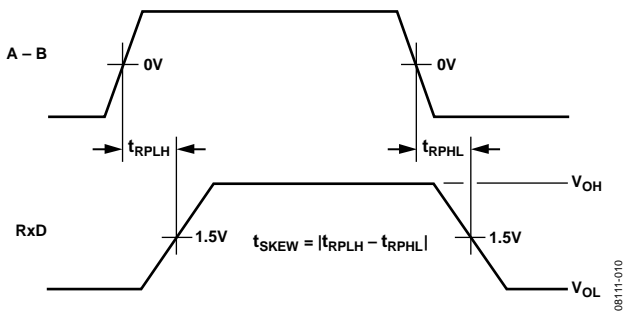 A – B
0V
0V
tRPLH
tRPHL
VOH
RxD
1.5V
tSKEW = |tRPLH – tRPHL|
1.5V
VOL
08111-010